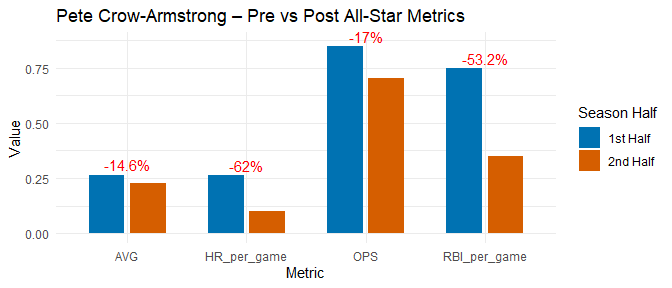 Pete Crow-Armstrong – Pre vs Post All-Star Metrics
-17%
-53.2%
0.75
0.50
-14.6%
-62%
0.25
0.00
Value
AVG
HR_per_game
OPS
RBI_per_game
Metric
Season Half
1st Half
2nd Half